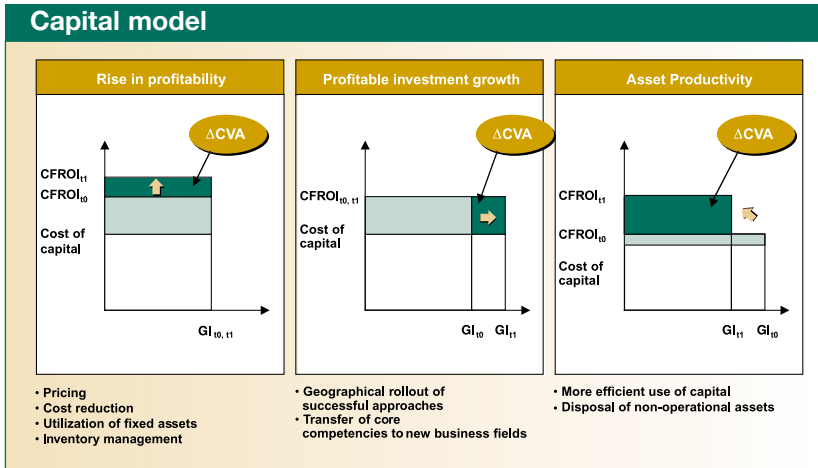 Capital model
Rise in profitability
ΔCVA
CFROIt1
CFROIt0
Cost of
capital
GIt0, t1
• Pricing
• Cost reduction
• Utilization of fixed assets
• Inventory management
Profitable investment growth
ΔCVA
CFROIt0, t1
Cost of
capital
GIt0 GIt1
• Geographical rollout of
successful approaches
• Transfer of core
competencies to new business fields
Asset Productivity
ΔCVA
CFROIt1
CFROIt0
Cost of
capital
GIt1 GIt0
• More efficient use of capital
• Disposal of non-operational assets